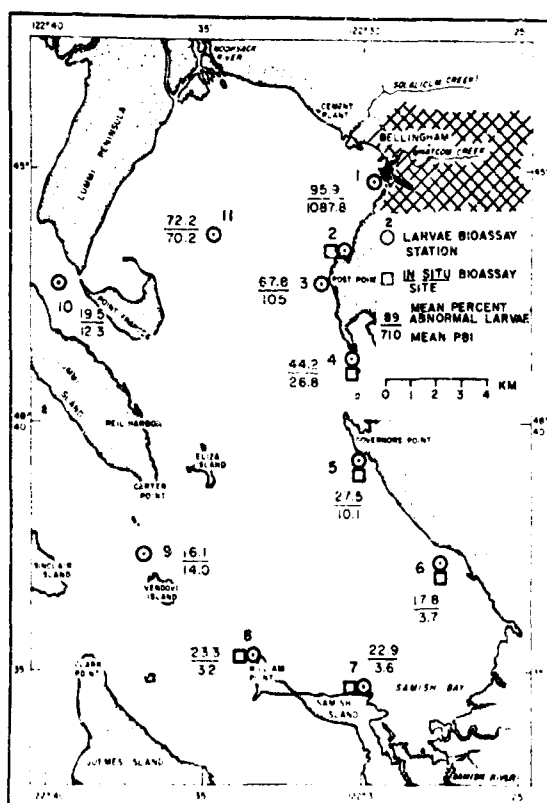 122° 40'
35'
122° 30'
25
NOOKSACK
RIVER
SQUALICUM CREEK
CEMENT
PLANT
BELLINGHAM
WHATCOM CREEK
LUMMI PENINSULA
45'
45'
1
95.9
1087.8
72.2
70.2
11
2
2
LARVAE BIOASSAY
STATION
IN SITU BIOASSAY
SITE
3
POST POINT
67.8
105
MEAN PERCENT
ABNORMAL LARVAE
89
710
MEAN PBI
10
19.5
12.3
POINT FRANCIS
4
44.2
26.8
0 1 2 3 4
KM
ISLAND
48°
40
48°
40
REIL HARBOR
GOVERNORS POINT
ELIZA
ISLAND
5
CARTER
POINT
27.5
10.1
9
16.1
14.0
6
SINCLAIR
ISLAND
VENDOVI
ISLAND
17.8
3.7
8
23.3
3.2
22.9
3.6
7
35'
35
CLARK
POINT
WILLIAM
POINT
SAMISH BAY
SAMISH
ISLAND
GUEMES ISLAND
SAMISH RIVER
122° 40
35'
122° 3
25